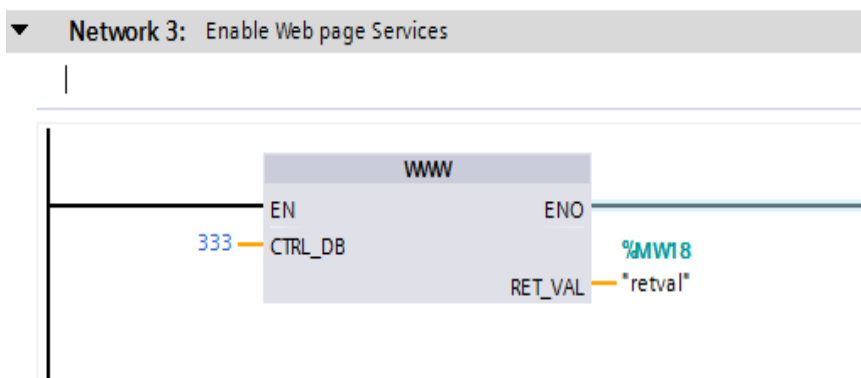 Network 3: Enable Web page Services
WWW
EN ENO
333 CTRL_DB
%MW18
RET_VAL "retval"